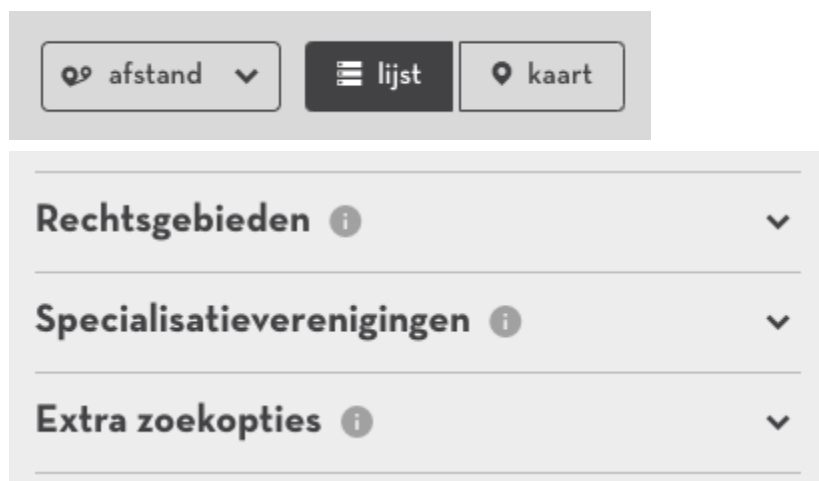 afstand lijst kaart
Rechtsgebieden
Specialisatieverenigingen
Extra zoekopties